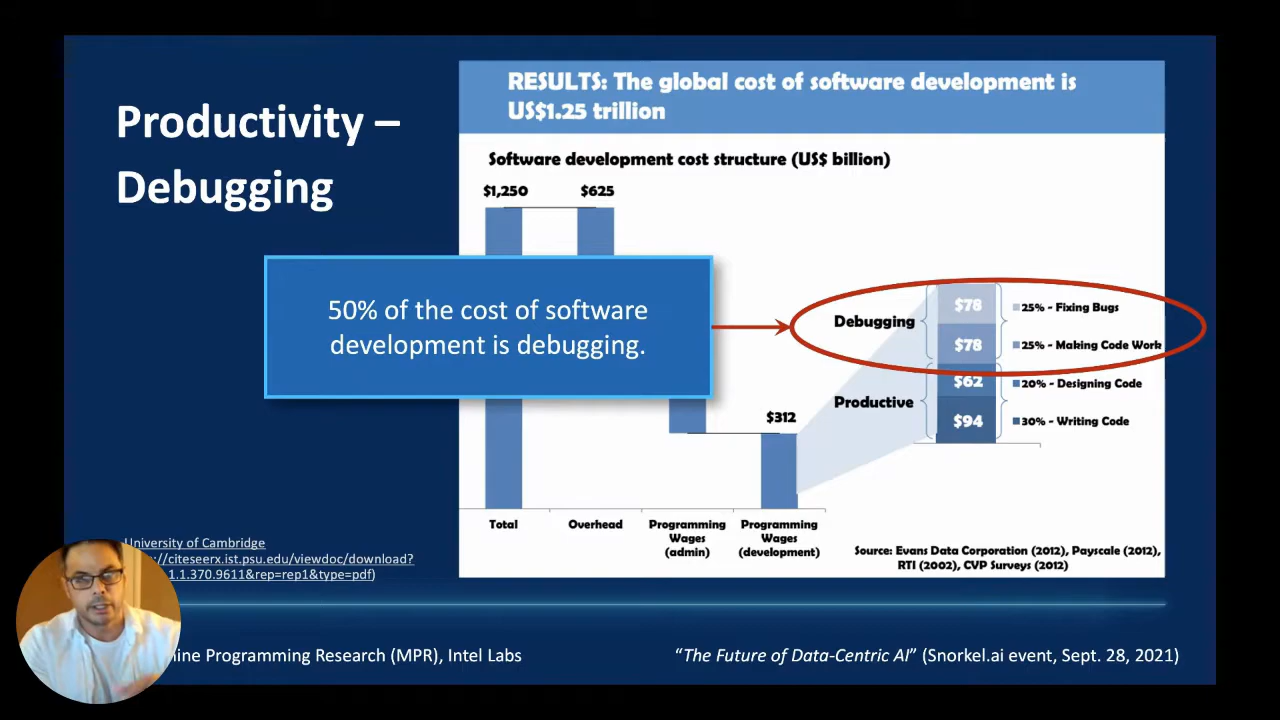 Productivity –
Debugging
RESULTS: The global cost of software development is
US$1.25 trillion
Software development cost structure (US$ billion)
$1,250
$625
50% of the cost of software
development is debugging.
$312
Debugging
Productive
$78
$78
$62
$94
25% - Fixing Bugs
25% - Making Code Work
20% - Designing Code
30% - Writing Code
Total
Overhead
Programming
Wages
(admin)
Programming
Wages
(development)
Source: Evans Data Corporation (2012), Payscale (2012),
RTI (2002), CVP Surveys (2012)
University of Cambridge
://citeseerx.ist.psu.edu/viewdoc/download?
1.1.370.9611&rep=rep1&type=pdf)
Programming Research (MPR), Intel Labs
“The Future of Data-Centric AI” (Snorkel.ai event, Sept. 28, 2021)